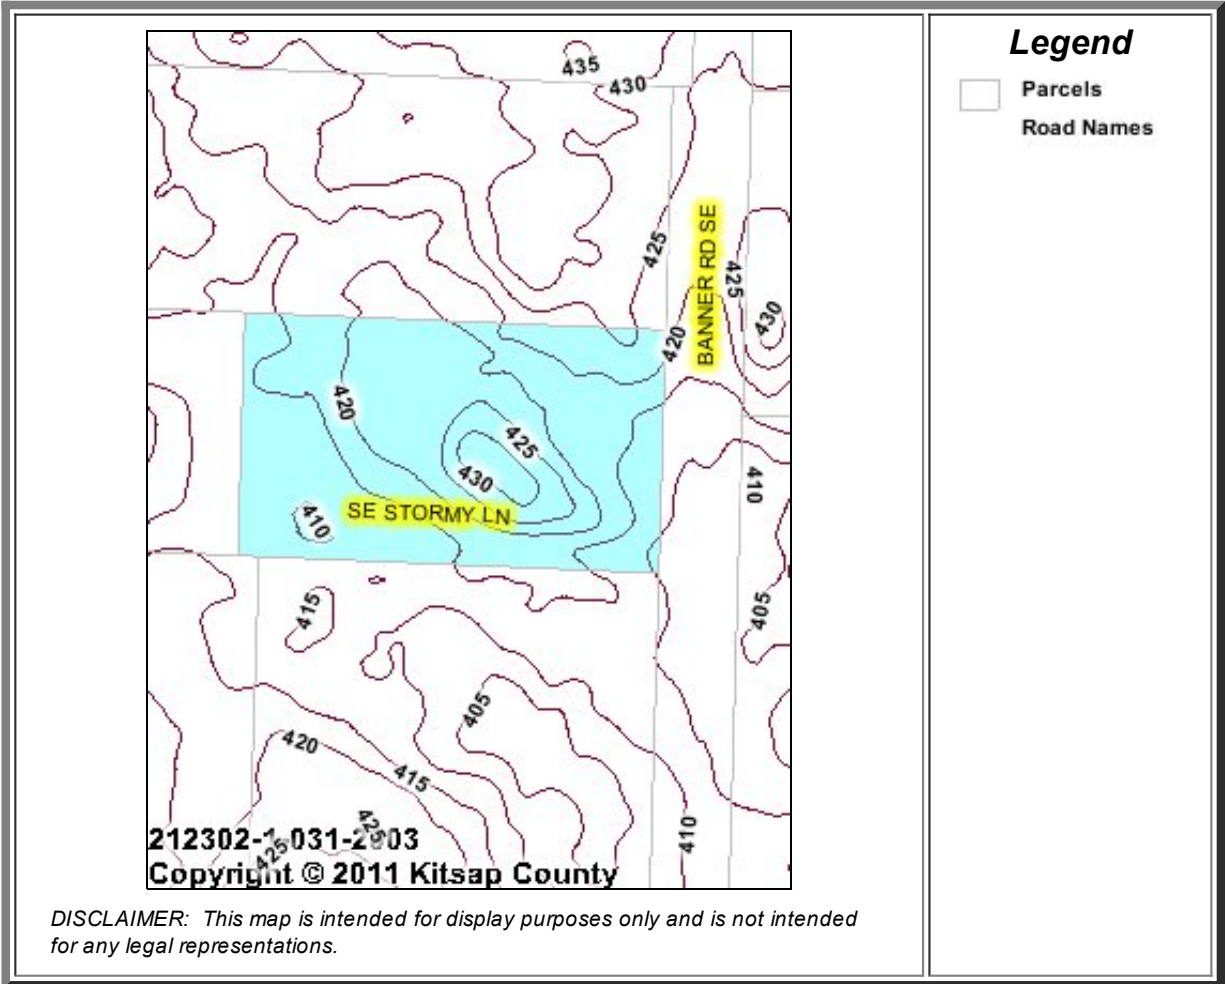 Legend
Parcels
Road Names
435
430
425
BANNER RD SE
425
430
420
420
425
430
410
SE STORMY LN
410
415
405
405
420
415
425
410
212302-1-031-2003
425
Copyright © 2011 Kitsap County
DISCLAIMER: This map is intended for display purposes only and is not intended
for any legal representations.